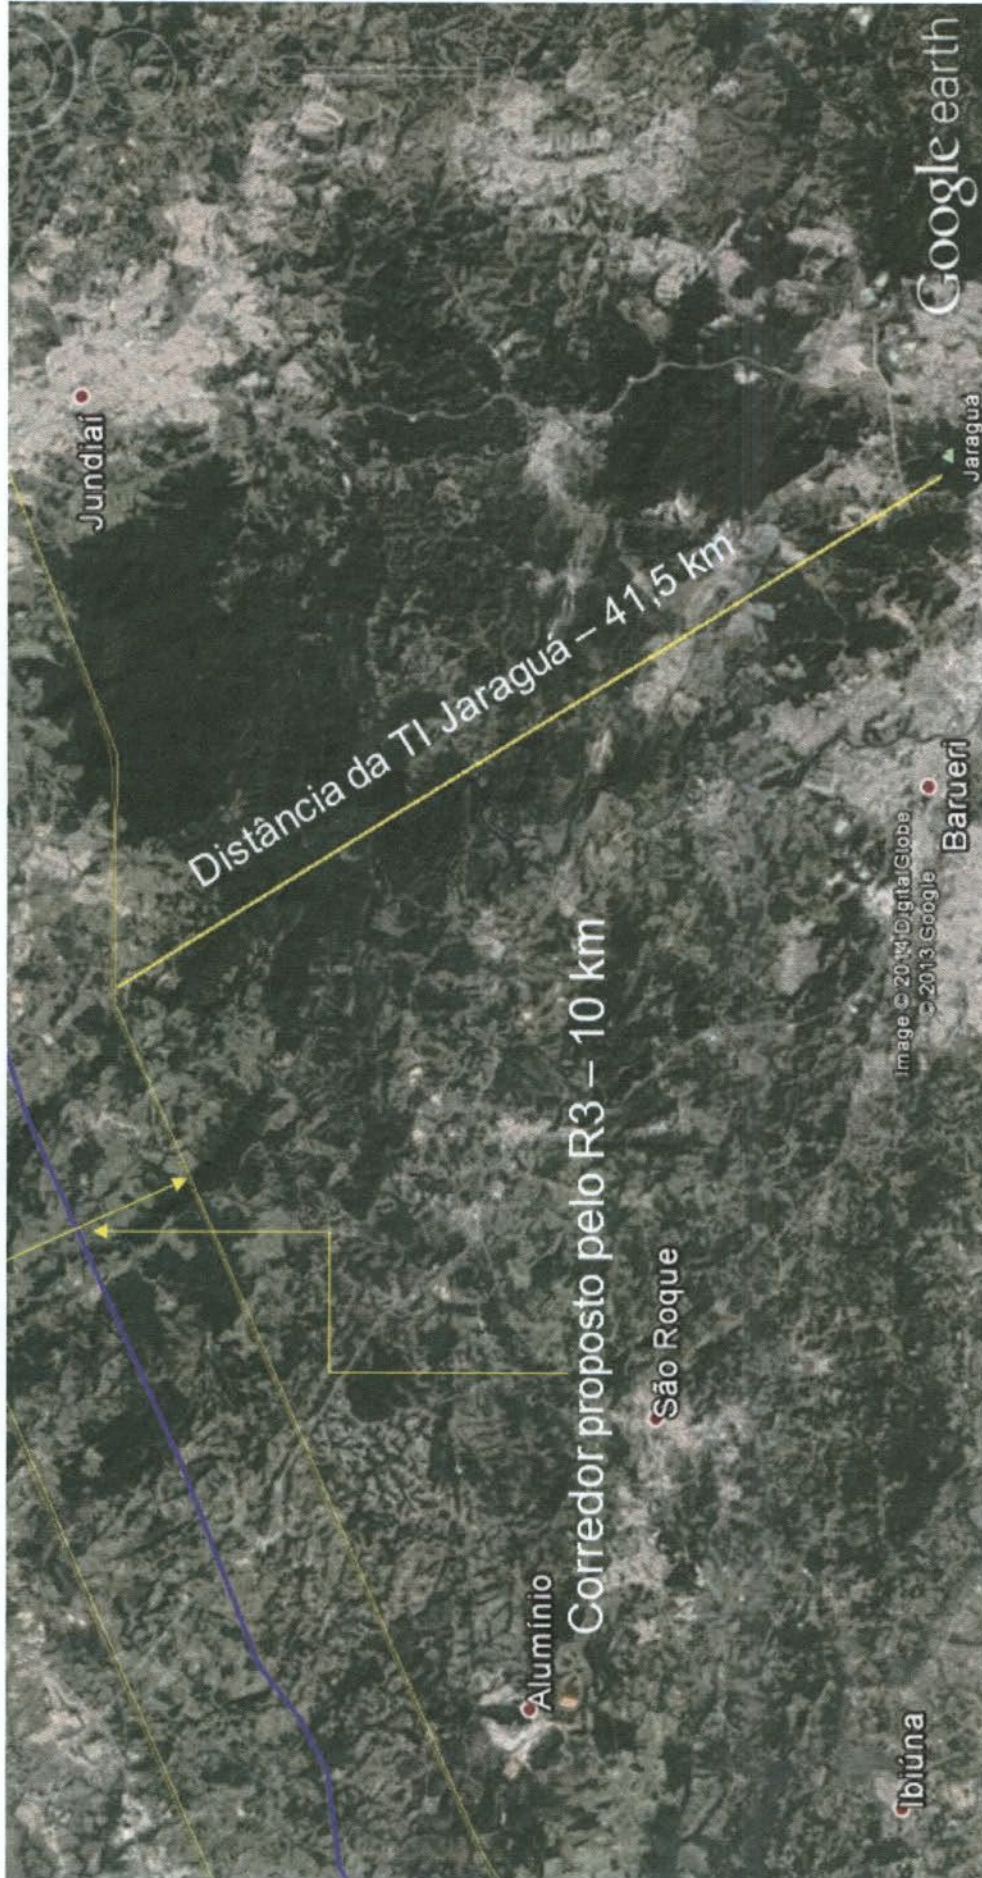 Jundiaí
Distância da TI Jaraguá – 41,5 km
Corredor proposto pelo R3 – 10 km
Alumínio
São Roque
Ibiúna
Image © 2014 DigitalGlobe
© 2013 Google
Barueri
Jaragua
Google earth